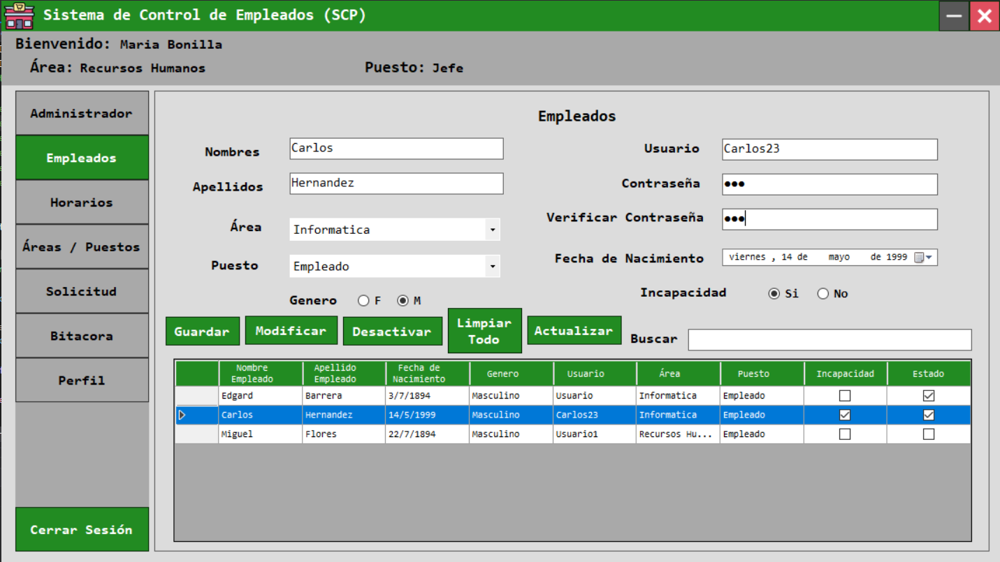 Sistema de Control de Empleados (SCP)
Bienvenido: Maria Bonilla
Área: Recursos Humanos Puesto: Jefe
Administrador
Empleados
Horarios
Áreas / Puestos
Solicitud
Bitacora
Perfil
Cerrar Sesión
Empleados
Nombres Carlos
Apellidos Hernandez
Área Informatica
Puesto Empleado
Genero F M
Usuario Carlos23
Contraseña ●●●
Verificar Contraseña ●●●
Fecha de Nacimiento viernes , 14 de mayo de 1999
Incapacidad Si No
Guardar
Modificar
Desactivar
Limpiar
Todo
Actualizar
Buscar
Nombre Empleado Apellido Empleado Fecha de Nacimiento Genero Usuario Área Puesto Incapacidad Estado
Edgard Barrera 3/7/1894 Masculino Usuario Informatica Empleado
Carlos Hernandez 14/5/1999 Masculino Carlos23 Informatica Empleado
Miguel Flores 22/7/1894 Masculino Usuario1 Recursos Hu... Empleado